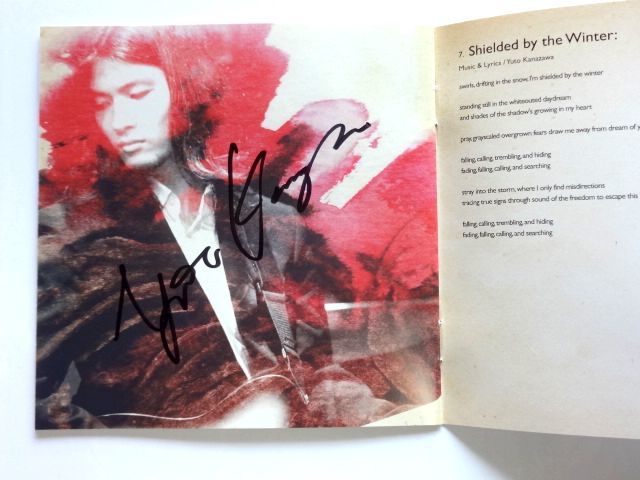 7. Shielded by the Winter:
Music & Lyrics / Yuto Kanazawa
swirls, drifting in the snow, I'm shielded by the winter
standing still in the whiteouted daydream
and shades of the shadow's growing in my heart
pray, grayscaled overgrown fears draw me away from dream of
falling, calling, trembling, and hiding
fading, falling, calling, and searching
stray into the storm, where I only find misdirections
tracing true signs through sound of the freedom to escape this
falling, calling, trembling, and hiding
fading, falling, calling, and searching